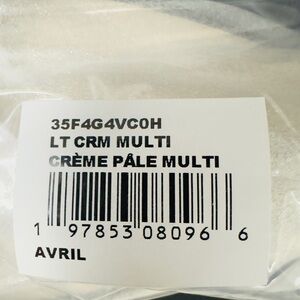 35F4G4VC0H
LT CRM MULTI
CRÈME PÂLE MULTI
1 97853 08096 6
AVRIL